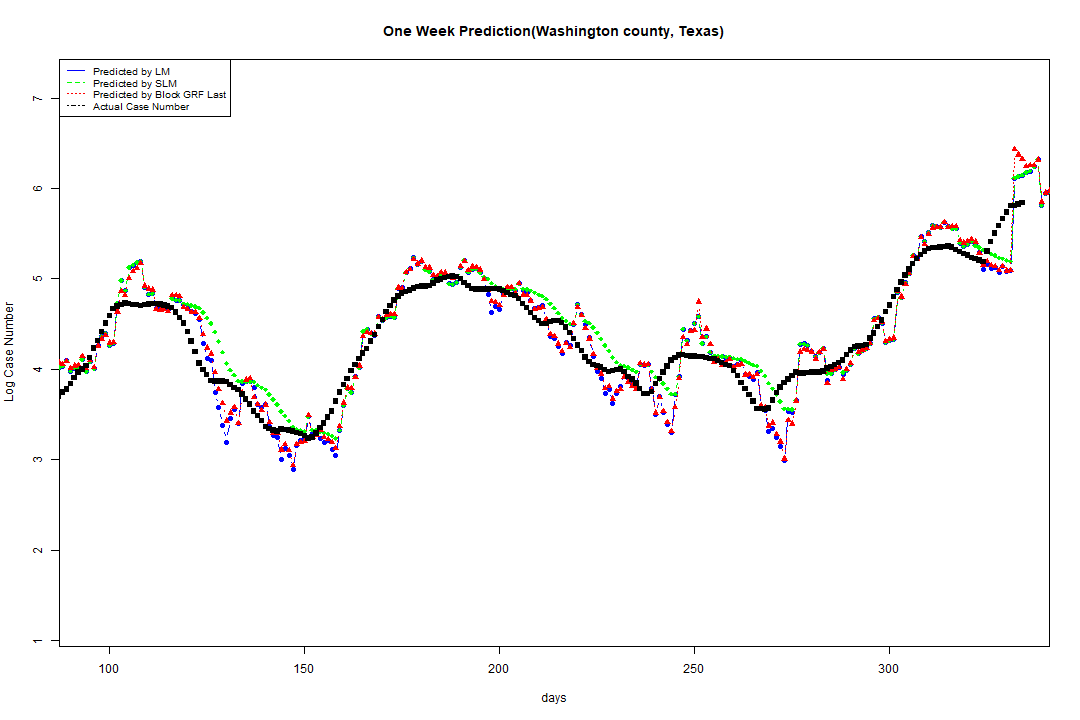 One Week Prediction(Washington county, Texas)
Predicted by LM
Predicted by SLM
Predicted by Block GRF Last
Actual Case Number
7
6
5
4
3
2
1
Log Case Number
100 150 200 250 300
days